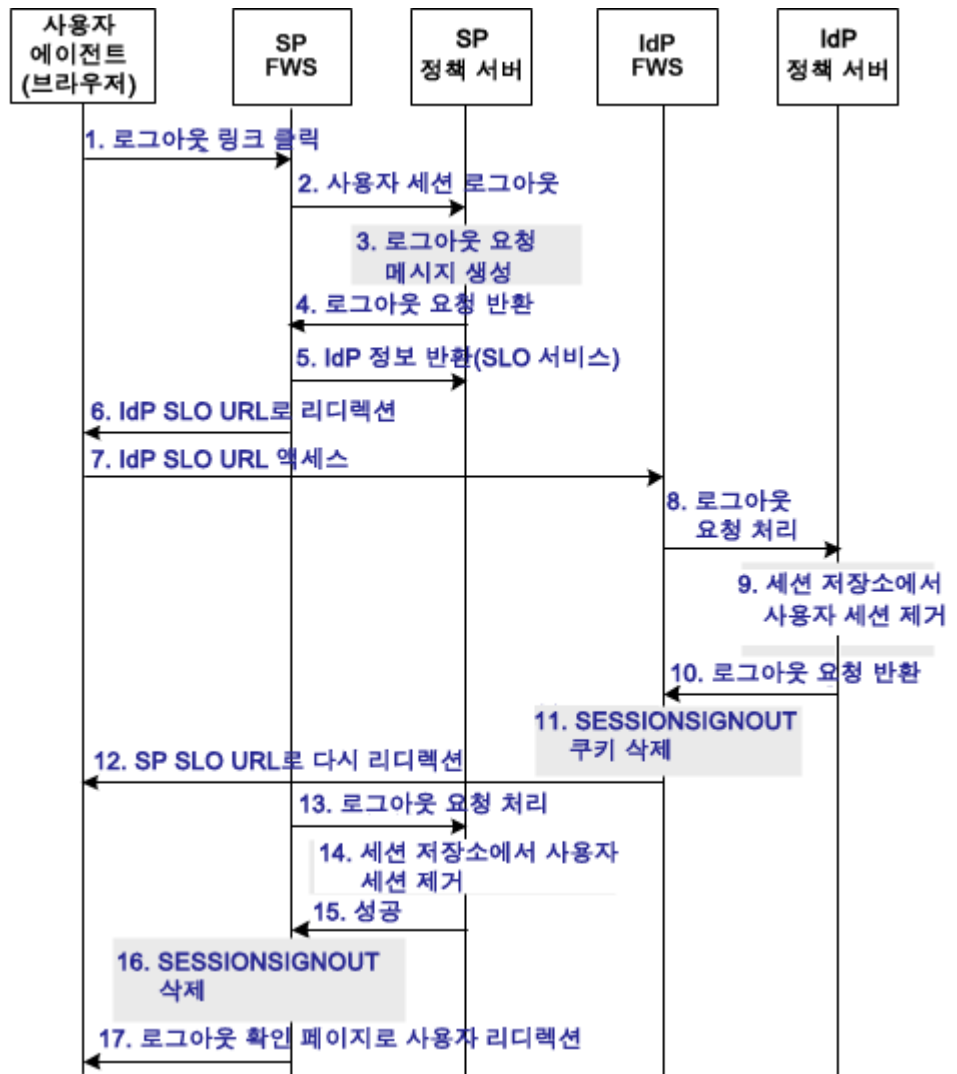 사용자
에이전트
(브라우저)
SP
FWS
SP
정책 서버
IdP
FWS
IdP
정책 서버
1. 로그아웃 링크 클릭
2. 사용자 세션 로그아웃
3. 로그아웃 요청
메시지 생성
4. 로그아웃 요청 반환
5. IdP 정보 반환(SLO 서비스)
6. IdP SLO URL로 리디렉션
7. IdP SLO URL 액세스
8. 로그아웃
요청 처리
9. 세션 저장소에서
사용자 세션 제거
10. 로그아웃 요청 반환
11. SESSIONSIGNOUT
쿠키 삭제
12. SP SLO URL로 다시 리디렉션
13. 로그아웃 요청 처리
14. 세션 저장소에서 사용자
세션 제거
15. 성공
16. SESSIONSIGNOUT
삭제
17. 로그아웃 확인 페이지로 사용자 리디렉션